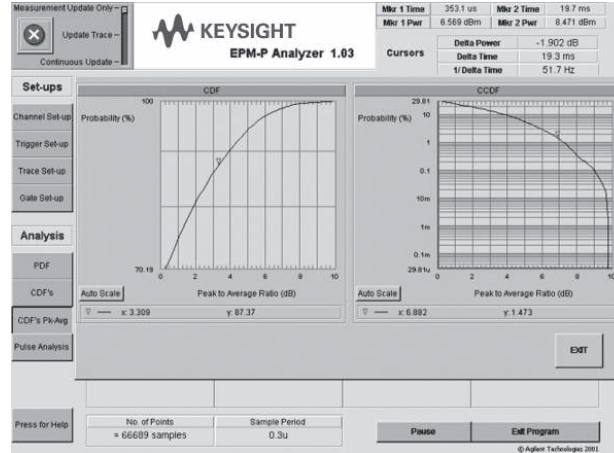 Measurement Update Only
Update Trace
Continuous Update
KEYSIGHT
EPM-P Analyzer 1.03
Mkr 1 Time 353.1 us Mkr 2 Time 19.7 ms
Mkr 1 Pwr 6.569 dBm Mkr 2 Pwr 8.471 dBm
Cursors
Delta Power -1.902 dB
Delta Time 19.3 ms
1/Delta Time 51.7 Hz
Set-ups
Channel Set-up
Trigger Set-up
Trace Set-up
Gate Set-up
Analysis
PDF
CDF's
CDF's Pk-Avg
Pulse Analysis
Press for Help
CDF
100
Probability (%)
70.19
0 2 4 6 8 10
Auto Scale
Peak to Average Ratio (dB)
x: 3.309 y: 87.37
CCDF
29.81
Probability (%)
10
1
0.1
10m
1m
0.1m
29.81u
0 2 4 6 8 10
Auto Scale
Peak to Average Ratio (dB)
x: 6.882 y: 1.473
EXIT
No. of Points
= 66689 samples
Sample Period
0.3u
Pause
Exit Program
© Agilent Technologies 2001